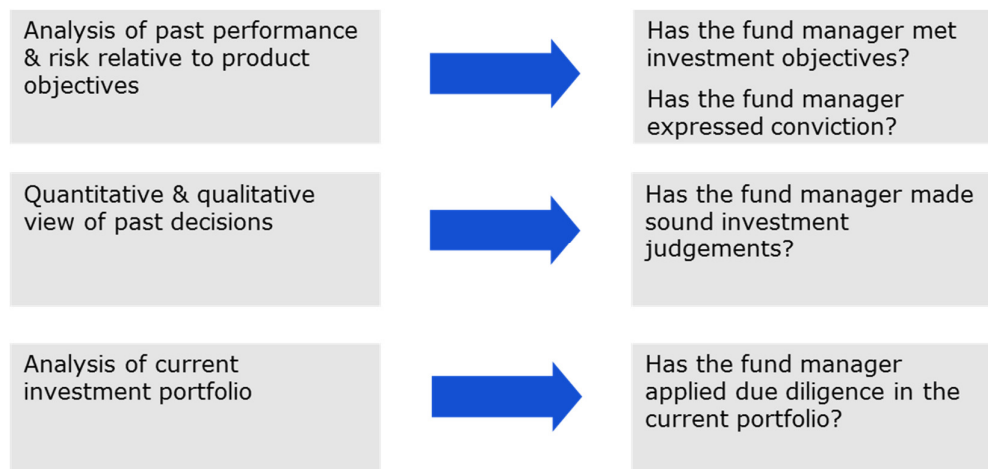 Analysis of past performance
& risk relative to product
objectives
Has the fund manager met
investment objectives?
Has the fund manager
expressed conviction?
Quantitative & qualitative
view of past decisions
Has the fund manager made
sound investment
judgements?
Analysis of current
investment portfolio
Has the fund manager
applied due diligence in the
current portfolio?